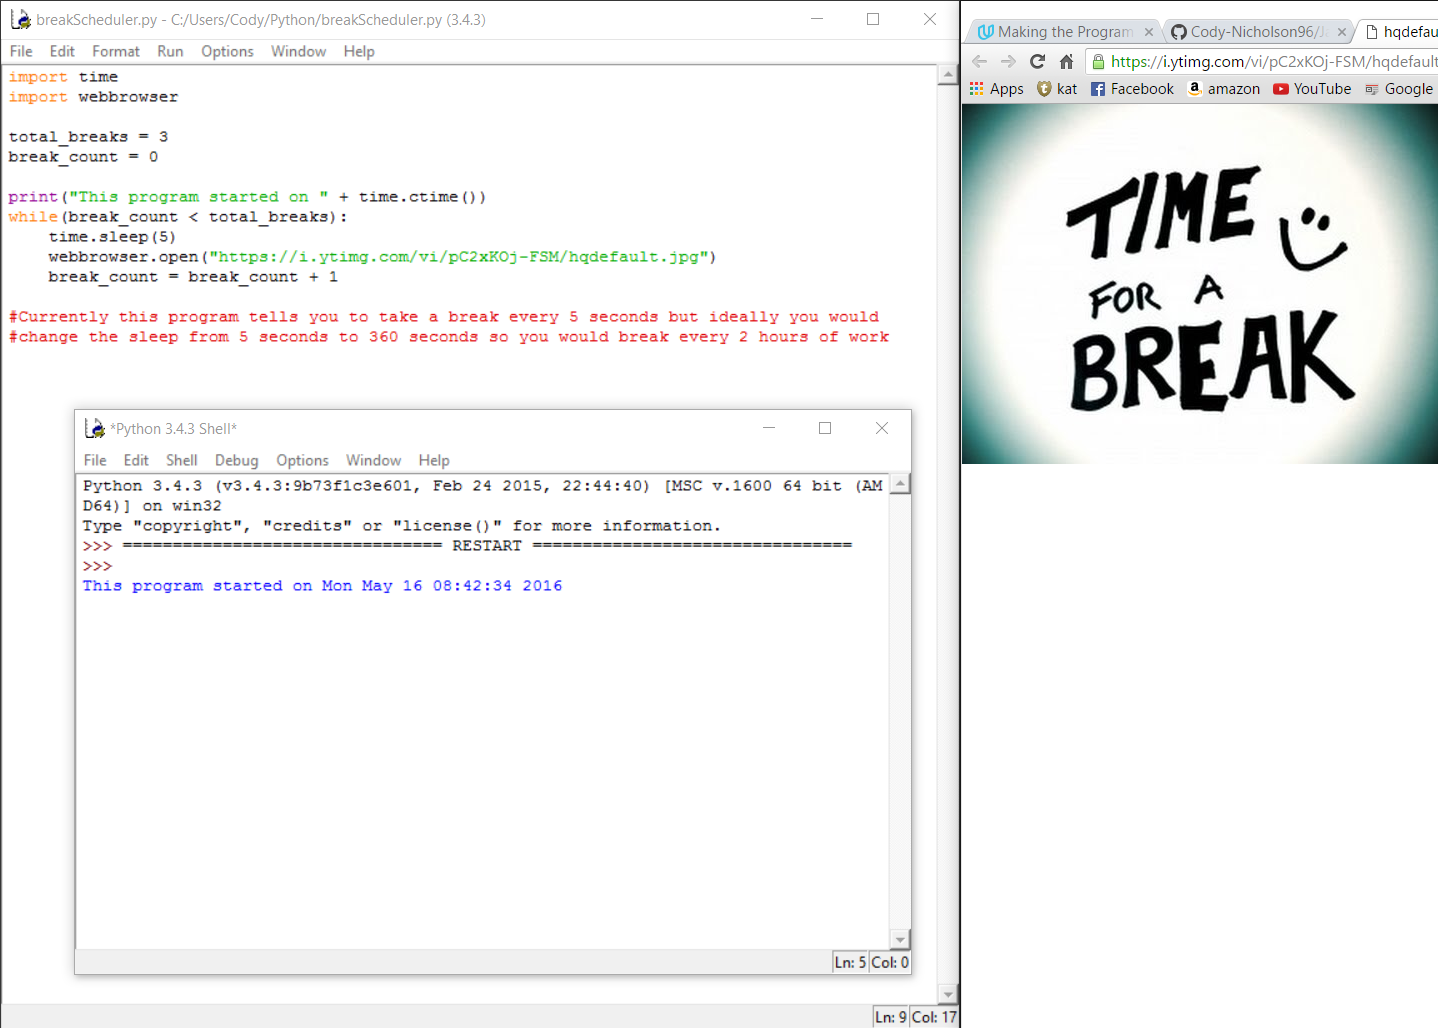 breakScheduler.py - C:/Users/Cody/Python/breakScheduler.py (3.4.3)
File Edit Format Run Options Window Help
import time
import webbrowser
total_breaks = 3
break_count = 0
print("This program started on " + time.ctime())
while(break_count < total_breaks):
    time.sleep(5)
    webbrowser.open("https://i.ytimg.com/vi/pC2xKOj-FSM/hqdefault.jpg")
    break_count = break_count + 1
#Currently this program tells you to take a break every 5 seconds but ideally you would
#change the sleep from 5 seconds to 360 seconds so you would break every 2 hours of work
*Python 3.4.3 Shell*
File Edit Shell Debug Options Window Help
Python 3.4.3 (v3.4.3:9b73f1c3e601, Feb 24 2015, 22:44:40) [MSC v.1600 64 bit (AM
D64)] on win32
Type "copyright", "credits" or "license()" for more information.
>>> ================================ RESTART ================================
>>>
This program started on Mon May 16 08:42:34 2016
Ln: 5 Col: 0
Ln: 9 Col: 17
Making the Program Cody-Nicholson96/ hqdefau
https://i.ytimg.com/vi/pC2xKOj-FSM/hqdefault
Apps kat Facebook amazon YouTube Google
TIME
FOR A
BREAK